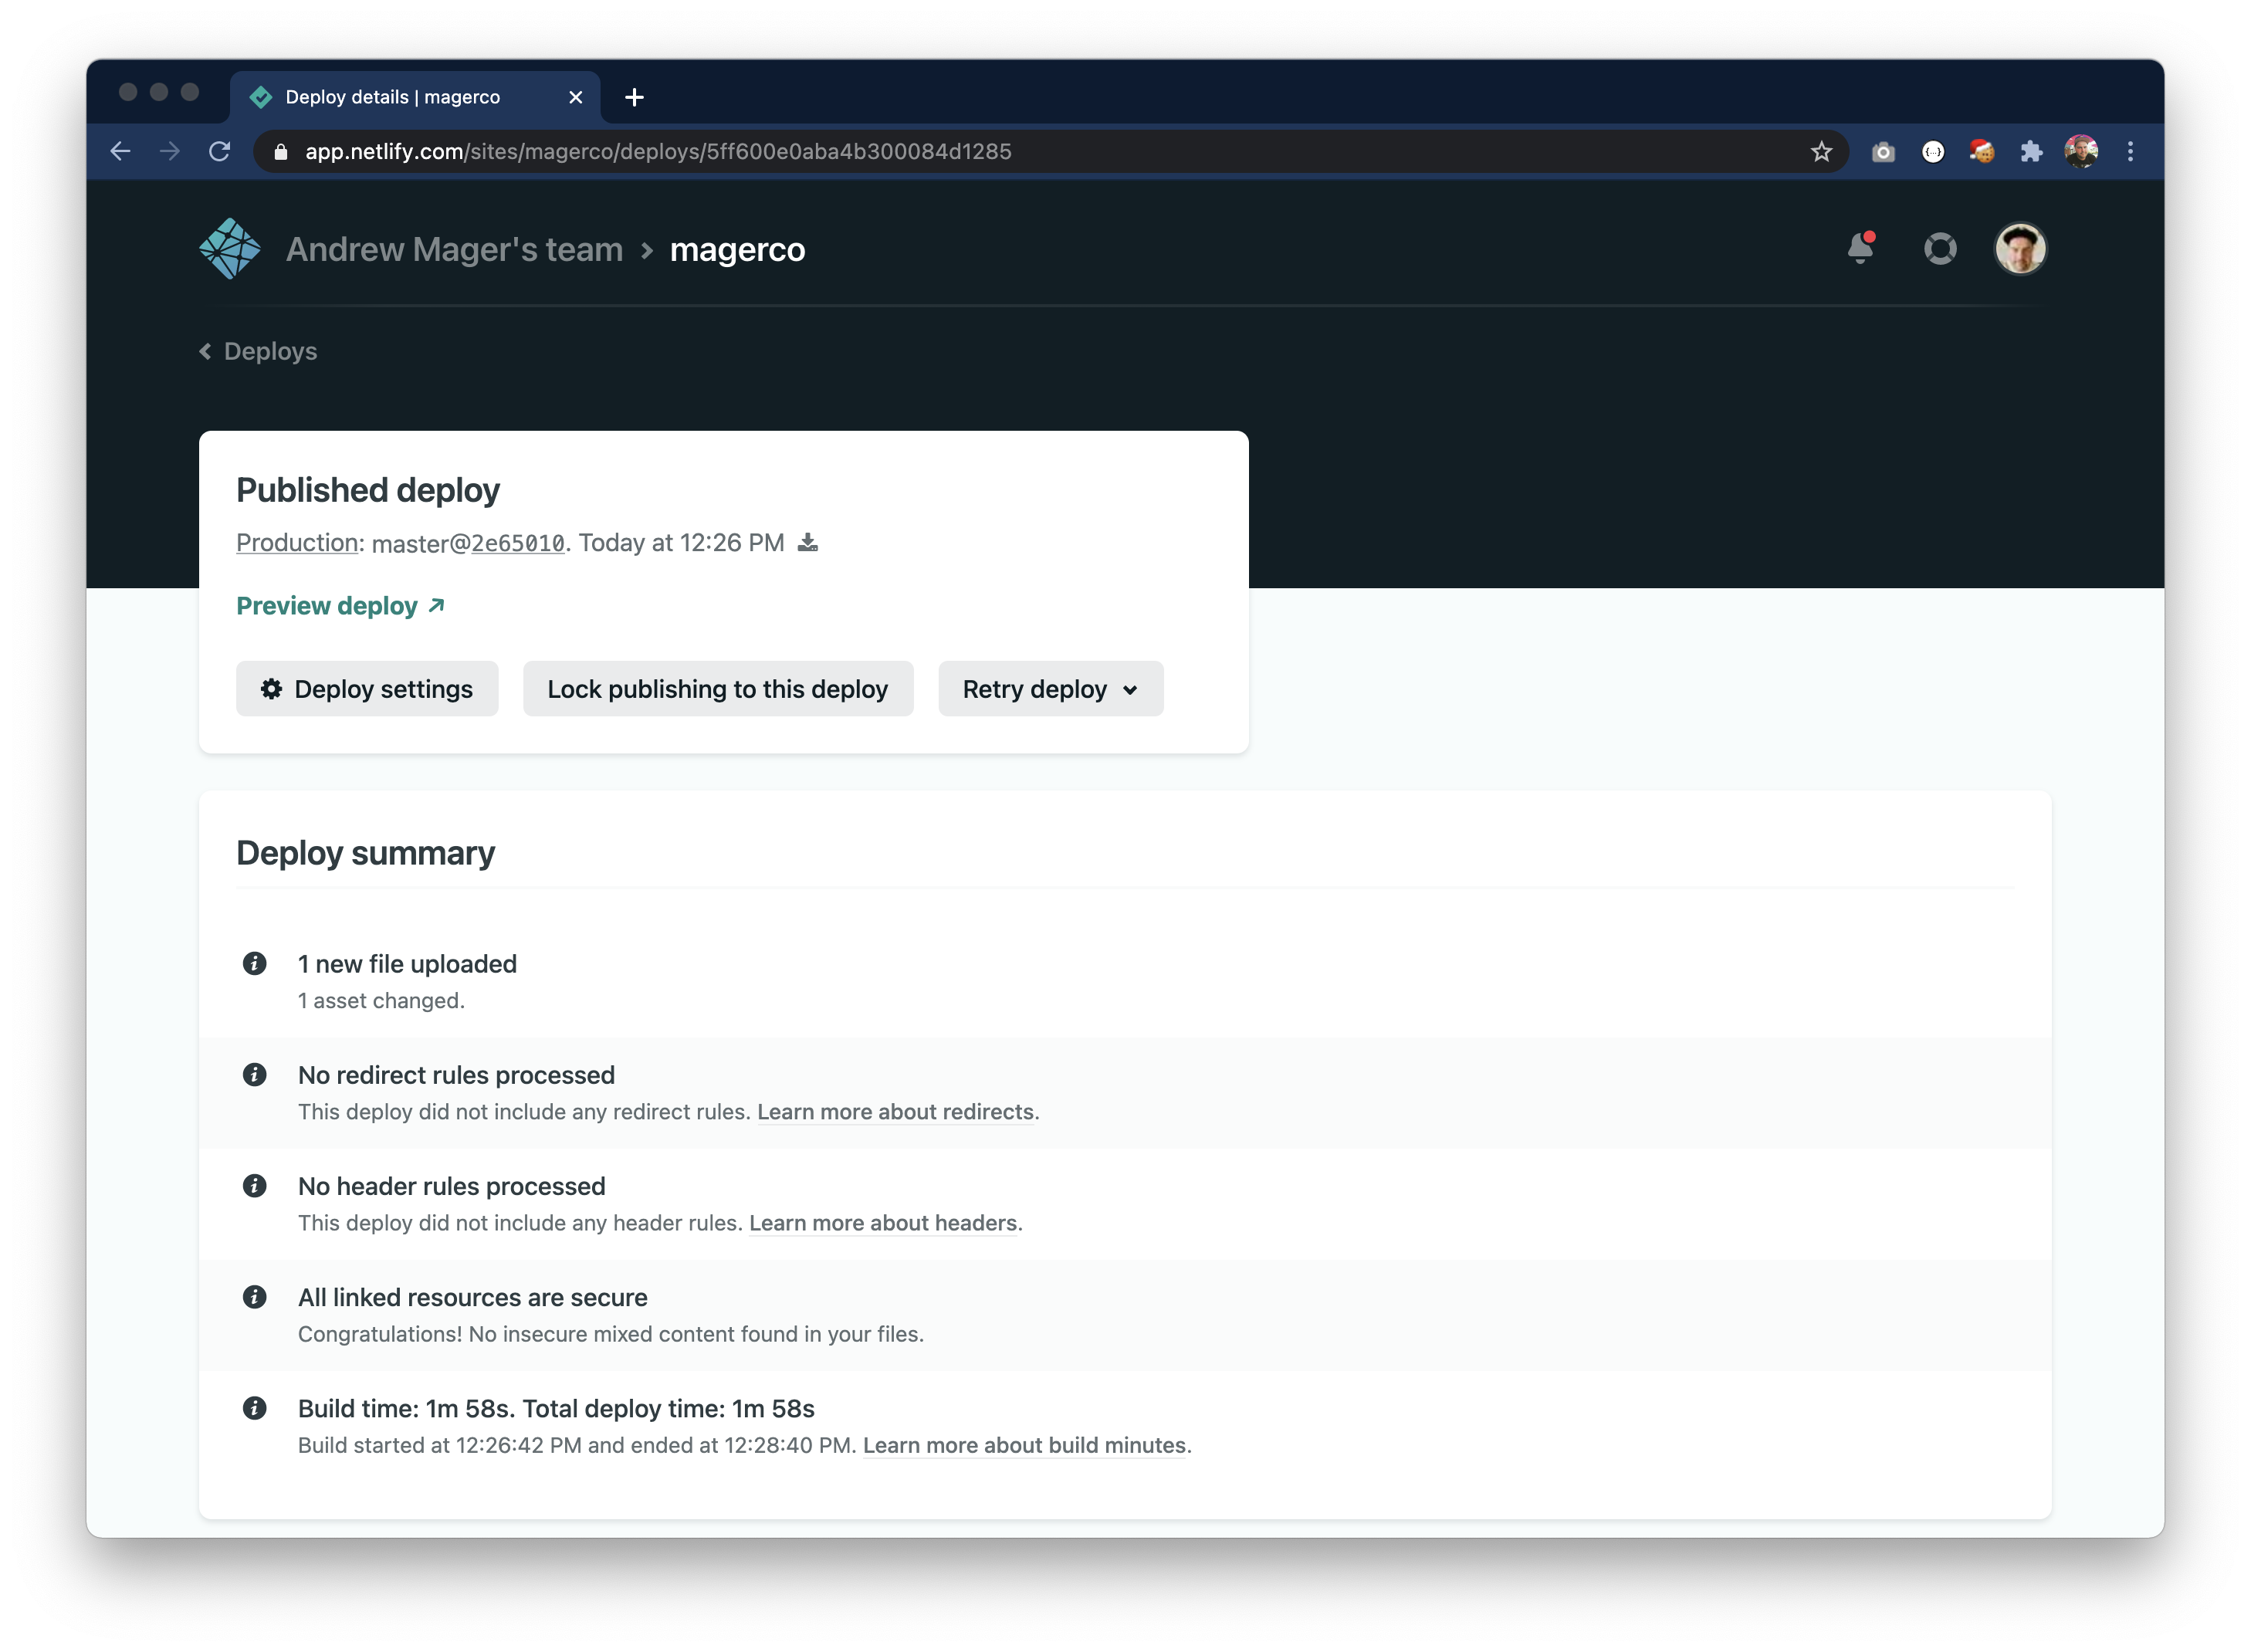 Deploy details | magerco
app.netlify.com/sites/magerco/deploys/5ff600e0aba4b300084d1285
Andrew Mager's team > magerco
Deploys
Published deploy
Production: master@2e65010. Today at 12:26 PM
Preview deploy
Deploy settings
Lock publishing to this deploy
Retry deploy
Deploy summary
1 new file uploaded
1 asset changed.
No redirect rules processed
This deploy did not include any redirect rules. Learn more about redirects.
No header rules processed
This deploy did not include any header rules. Learn more about headers.
All linked resources are secure
Congratulations! No insecure mixed content found in your files.
Build time: 1m 58s. Total deploy time: 1m 58s
Build started at 12:26:42 PM and ended at 12:28:40 PM. Learn more about build minutes.